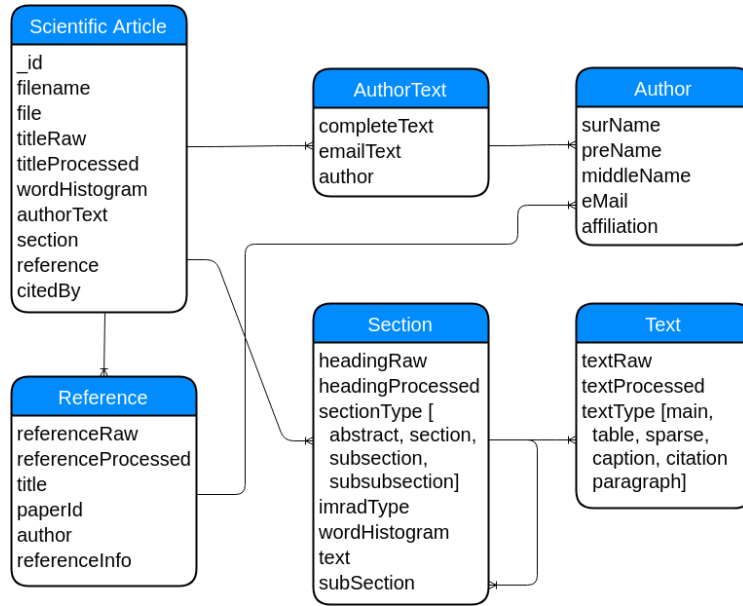 Scientific Article
_id
filename
file
titleRaw
titleProcessed
wordHistogram
authorText
section
reference
citedBy
AuthorText
completeText
emailText
author
Author
surName
preName
middleName
eMail
affiliation
Reference
referenceRaw
referenceProcessed
title
paperId
author
referenceInfo
Section
headingRaw
headingProcessed
sectionType [
abstract, section,
subsection,
subsubsection]
imradType
wordHistogram
text
subSection
Text
textRaw
textProcessed
textType [main,
table, sparse,
caption, citation
paragraph]